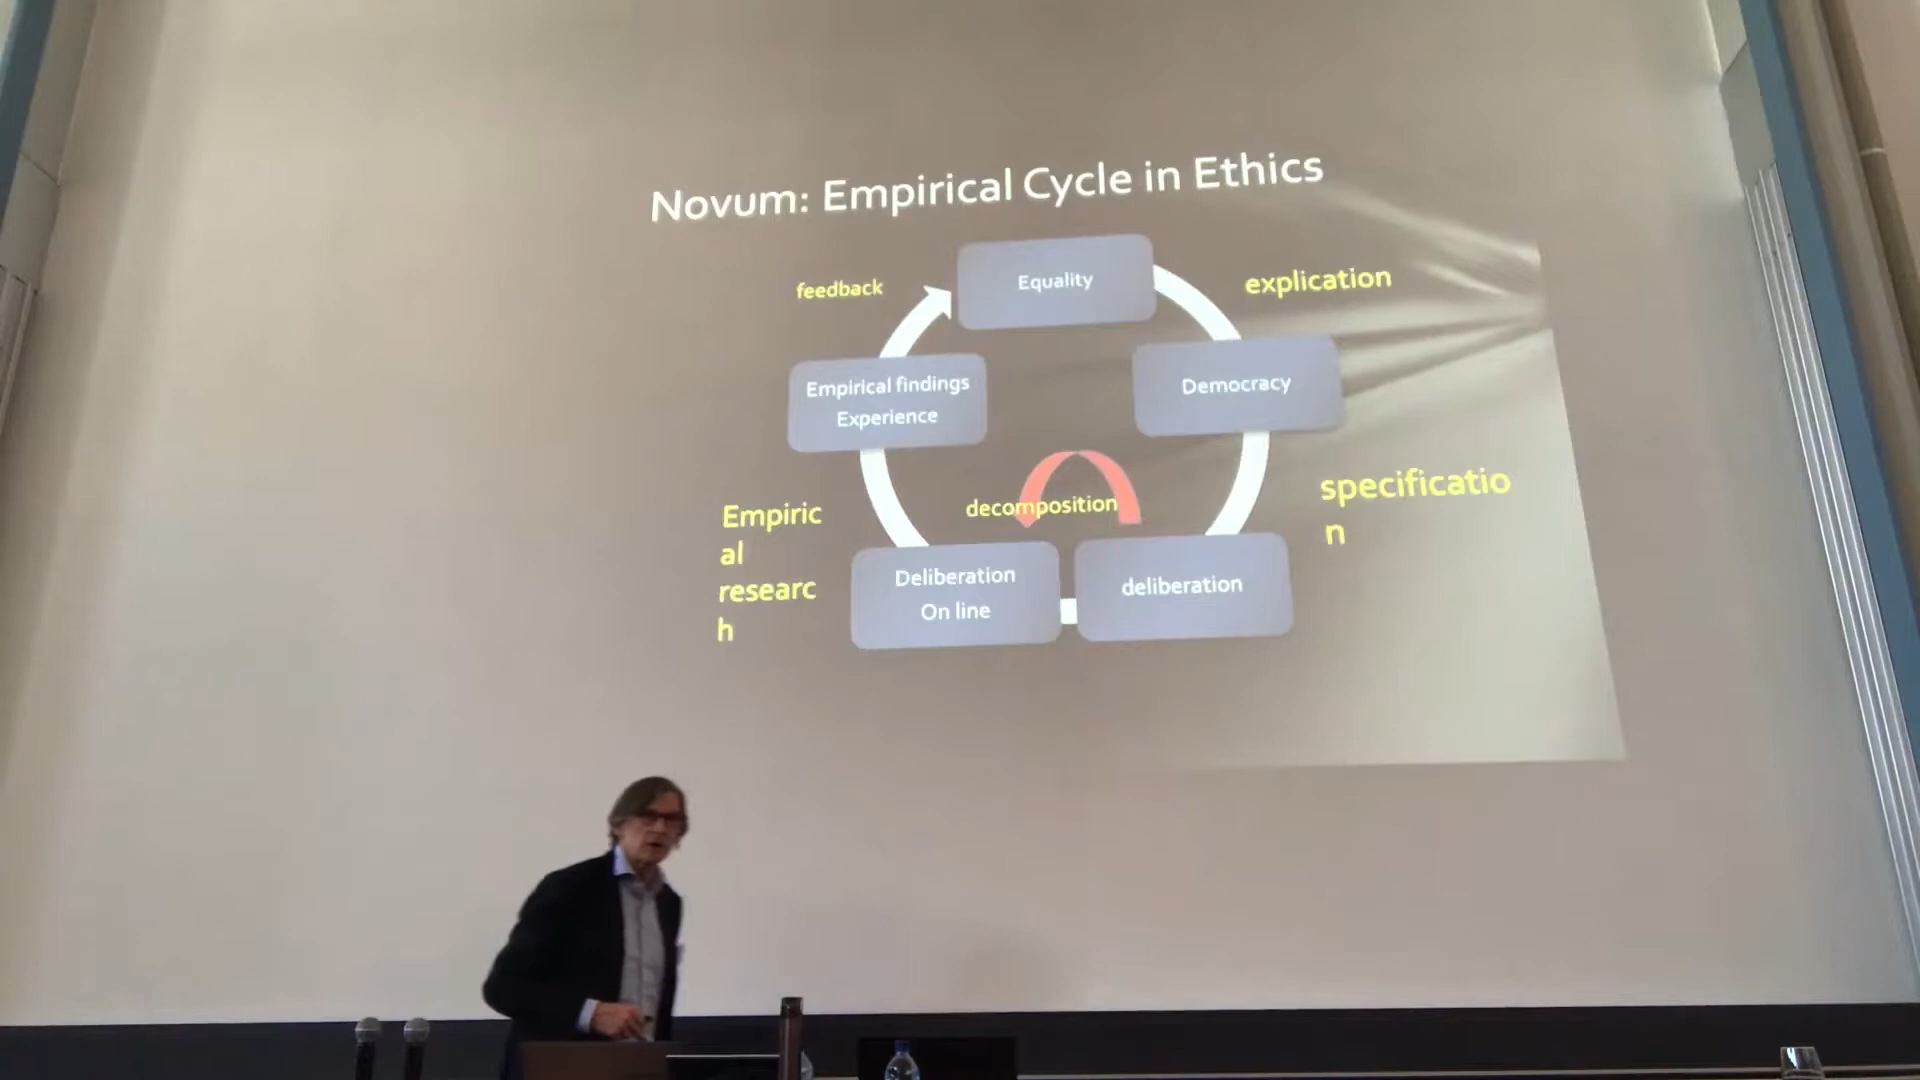 Novum: Empirical Cycle in Ethics
feedback
Equality
explication
Empirical findings
Experience
Democracy
decomposition
specificatio
n
Empiric
al
researc
h
Deliberation
On line
deliberation